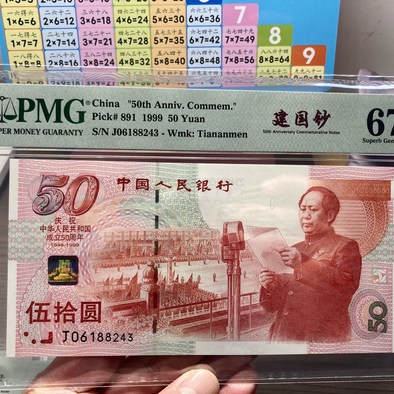 1×6=6 2×6=12 3×6=18 4×6=24 5×6=30 6×6=36 7
1×7=7 2×7=14 3×7=21 4×7=28 5×7=35 6×7=42 7×7=49 8
1×8=8 2×8=16 3×8=24 4×8=32 5×8=40 6×8=48 7×8=56 8×8=64 9
PMG
PER MONEY GUARANTY
China "50th Anniv. Commem."
Pick# 891 1999 50 Yuan
S/N J06188243 - Wmk: Tiananmen
建国钞
50th Anniversary Commemorative Notes
67
Superb Gem
50
中国人民银行
庆祝
中华人民共和国
成立50周年
1949-1999
伍拾圆
J06188243
50